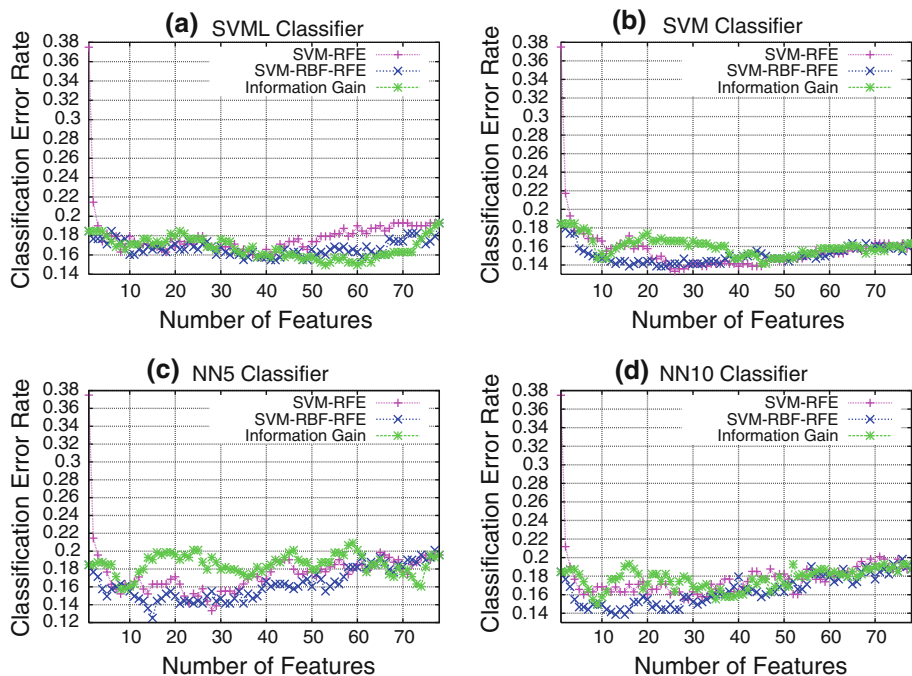 (a) SVML Classifier
Classification Error Rate
0.38
0.36
0.34
0.32
0.3
0.28
0.26
0.24
0.22
0.2
0.18
0.16
0.14
SVM-RFE
SVM-RBF-RFE
Information Gain
10 20 30 40 50 60 70
Number of Features
(b) SVM Classifier
Classification Error Rate
0.38
0.36
0.34
0.32
0.3
0.28
0.26
0.24
0.22
0.2
0.18
0.16
0.14
SVM-RFE
SVM-RBF-RFE
Information Gain
10 20 30 40 50 60 70
Number of Features
(c) NN5 Classifier
Classification Error Rate
0.38
0.36
0.34
0.32
0.3
0.28
0.26
0.24
0.22
0.2
0.18
0.16
0.14
0.12
SVM-RFE
SVM-RBF-RFE
Information Gain
10 20 30 40 50 60 70
Number of Features
(d) NN10 Classifier
Classification Error Rate
0.38
0.36
0.34
0.32
0.3
0.28
0.26
0.24
0.22
0.2
0.18
0.16
0.14
SVM-RFE
SVM-RBF-RFE
Information Gain
10 20 30 40 50 60 70
Number of Features